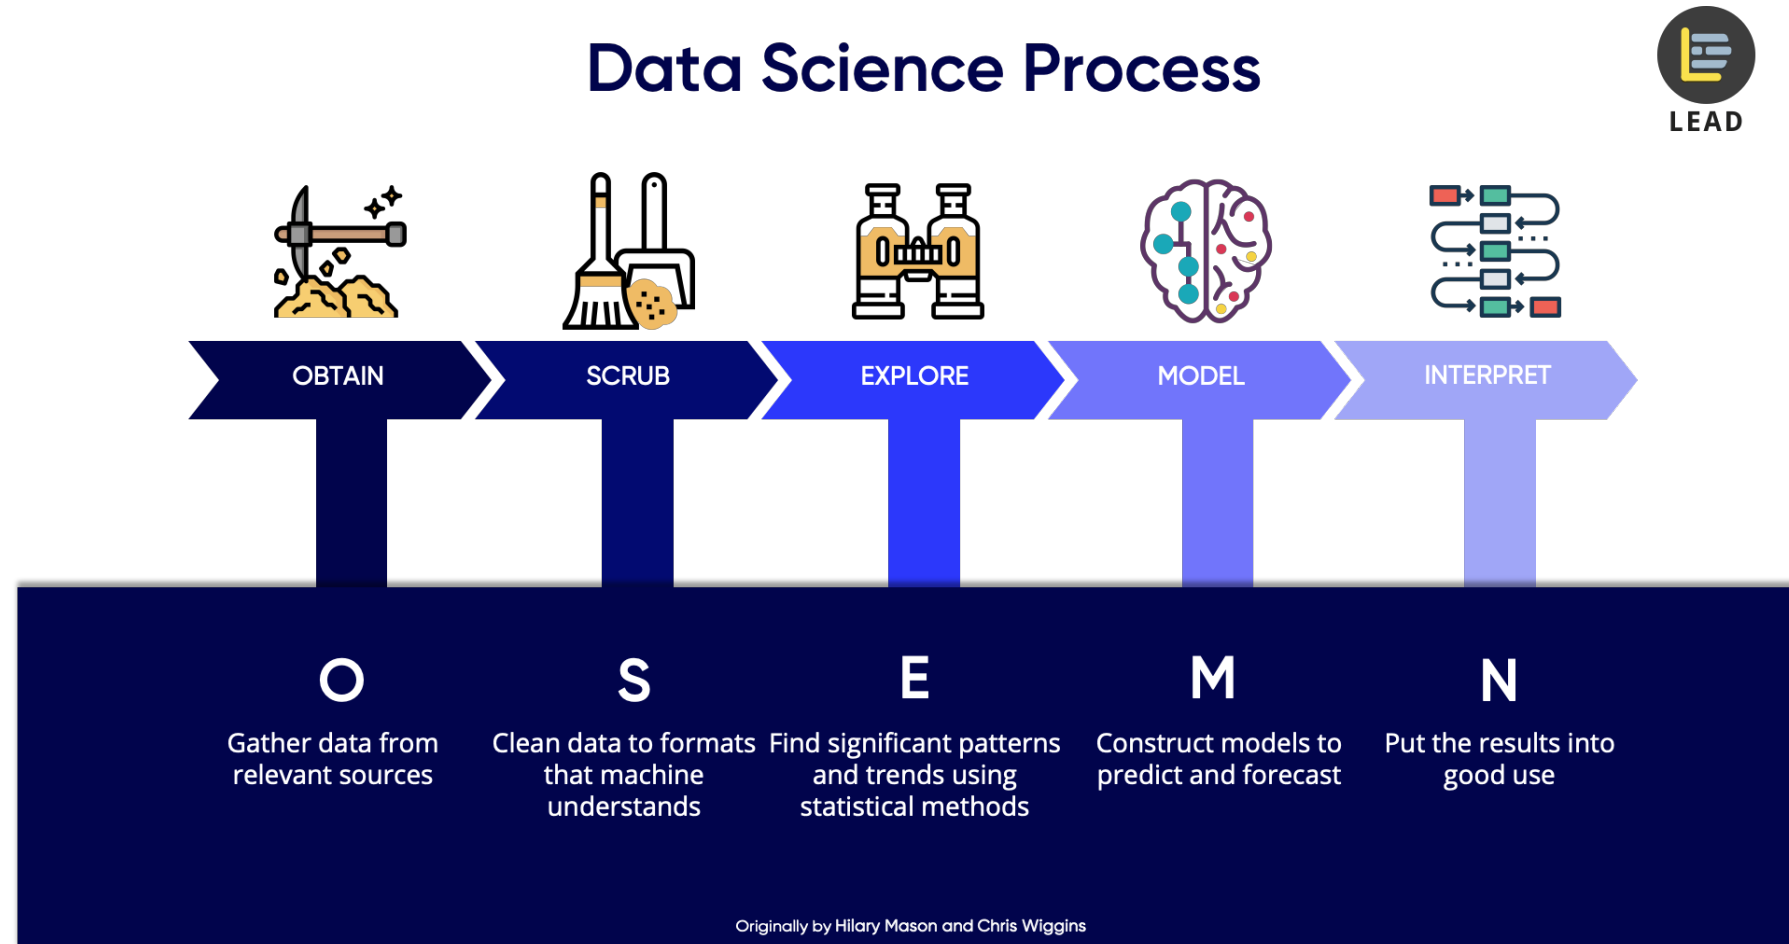 Data Science Process
LEAD
OBTAIN
SCRUB
EXPLORE
MODEL
INTERPRET
O
Gather data from
relevant sources
S
Clean data to formats
that machine
understands
E
Find significant patterns
and trends using
statistical methods
M
Construct models to
predict and forecast
N
Put the results into
good use
Originally by Hilary Mason and Chris Wiggins